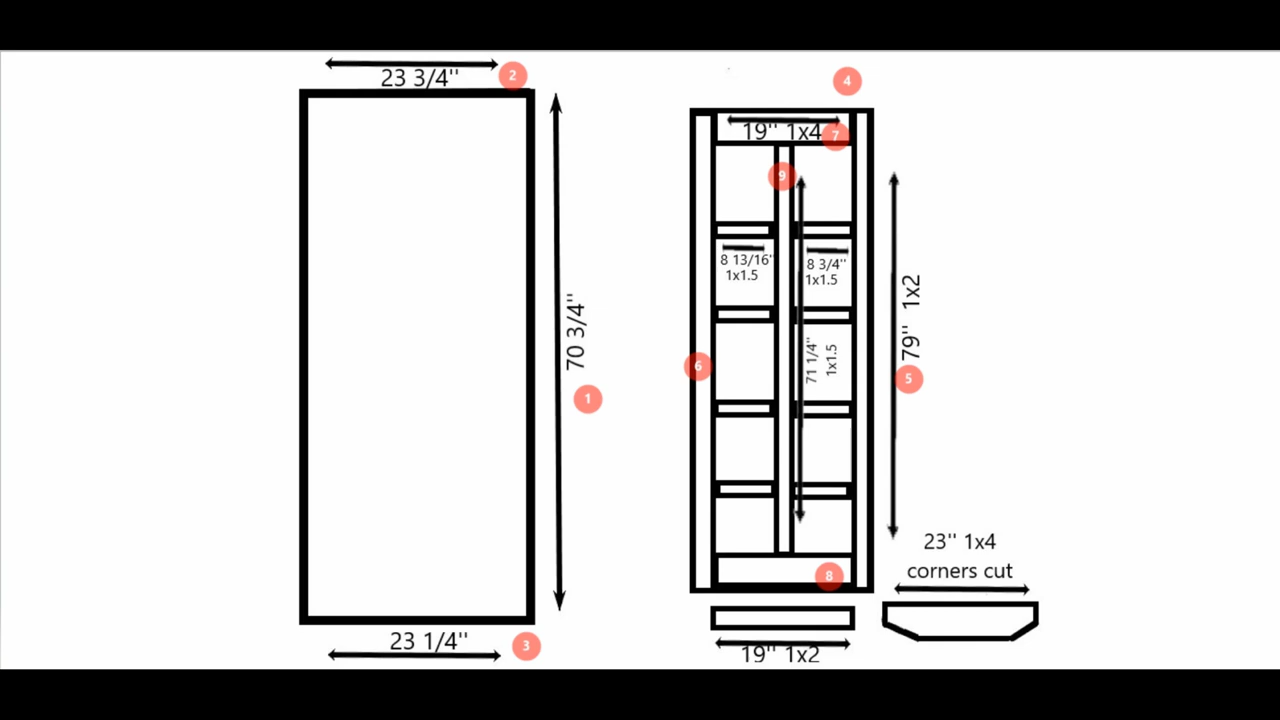 23 3/4''
2
70 3/4''
1
23 1/4''
3
4
19'' 1x4
7
9
8 13/16''
1x1.5
8 3/4''
1x1.5
71 1/4''
1x1.5
6
79'' 1x2
5
8
19'' 1x2
23'' 1x4
corners cut